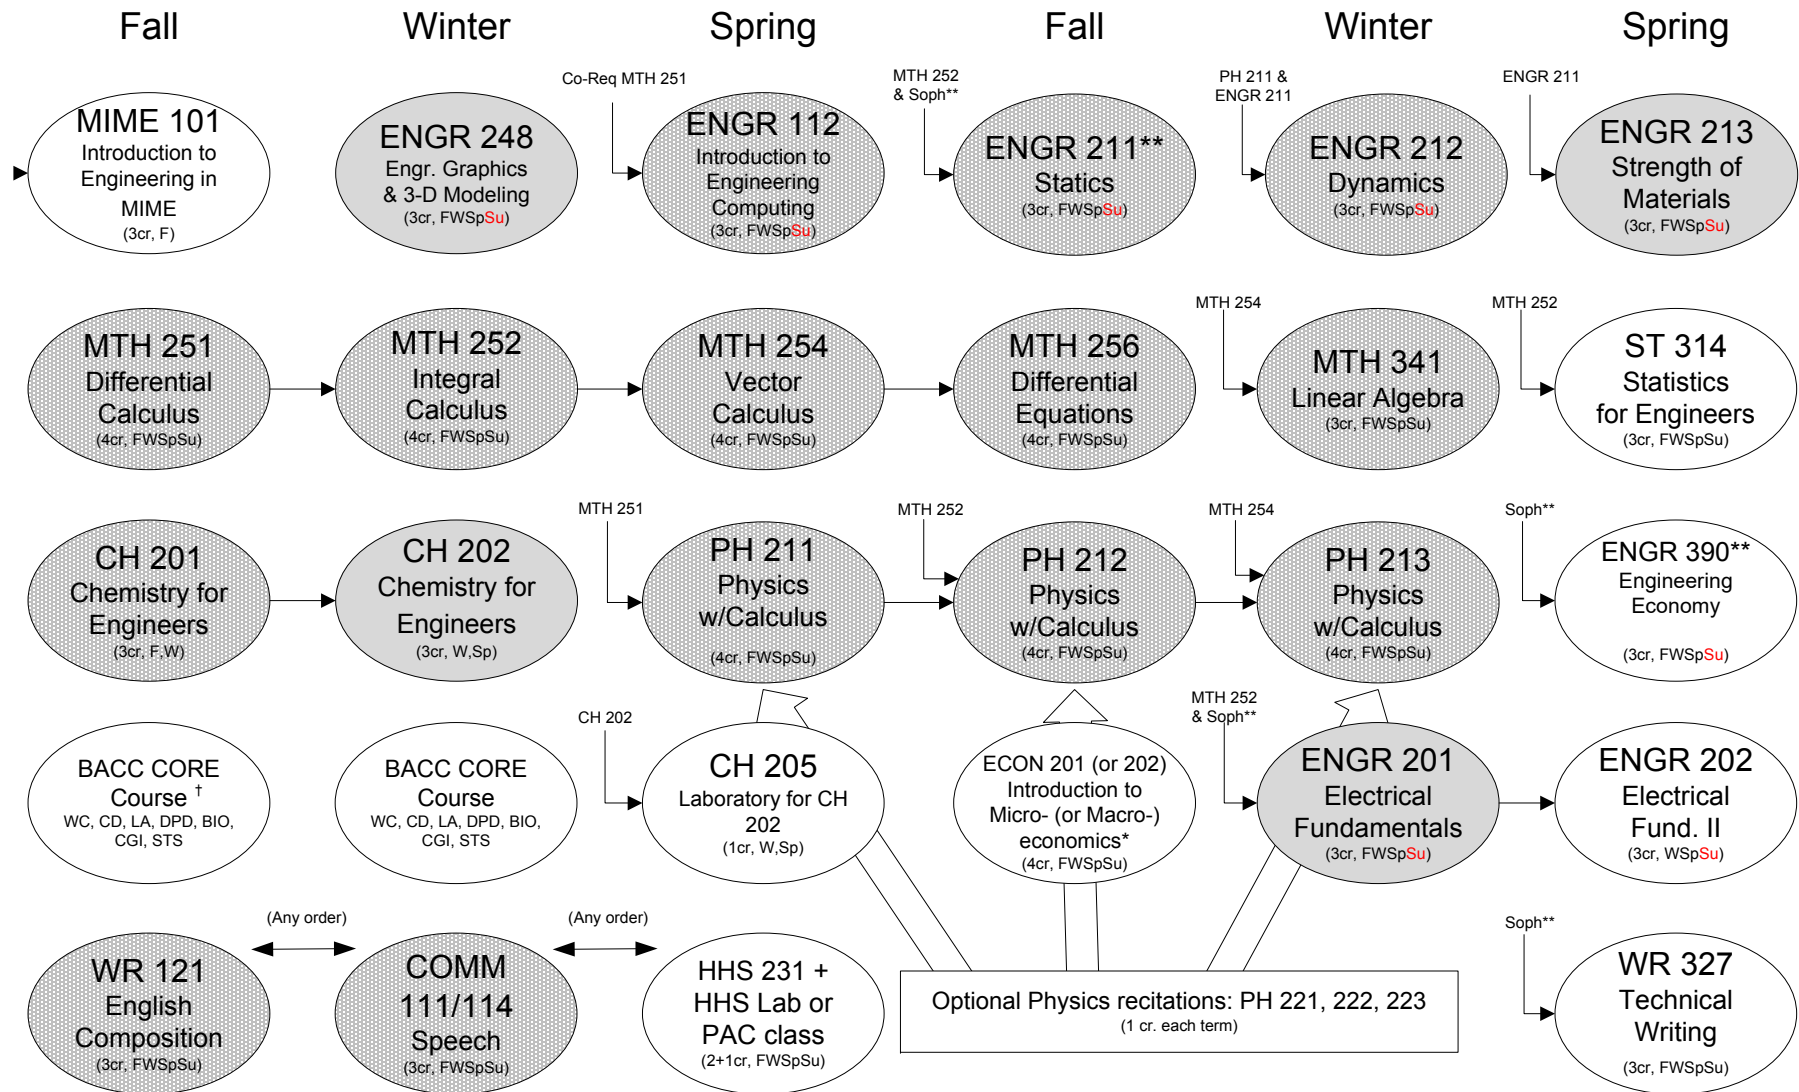 Fall
Winter
Spring
Fall
Winter
Spring
Co-Req MTH 251
MTH 252
& Soph**
PH 211 &
ENGR 211
ENGR 211
MIME 101
Introduction to
Engineering in
MIME
(3cr, F)
ENGR 248
Engr. Graphics
& 3-D Modeling
(3cr, FWSpSu)
ENGR 112
Introduction to
Engineering
Computing
(3cr, FWSpSu)
ENGR 211**
Statics
(3cr, FWSpSu)
ENGR 212
Dynamics
(3cr, FWSpSu)
ENGR 213
Strength of
Materials
(3cr, FWSpSu)
MTH 254
MTH 252
MTH 251
Differential
Calculus
(4cr, FWSpSu)
MTH 252
Integral
Calculus
(4cr, FWSpSu)
MTH 254
Vector
Calculus
(4cr, FWSpSu)
MTH 256
Differential
Equations
(4cr, FWSpSu)
MTH 341
Linear Algebra
(3cr, FWSpSu)
ST 314
Statistics
for Engineers
(3cr, FWSpSu)
MTH 251
MTH 252
MTH 254
Soph**
CH 201
Chemistry for
Engineers
(3cr, F,W)
CH 202
Chemistry for
Engineers
(3cr, W,Sp)
PH 211
Physics
w/Calculus
(4cr, FWSpSu)
PH 212
Physics
w/Calculus
(4cr, FWSpSu)
PH 213
Physics
w/Calculus
(4cr, FWSpSu)
ENGR 390**
Engineering
Economy
(3cr, FWSpSu)
CH 202
MTH 252
& Soph**
BACC CORE
Course †
WC, CD, LA, DPD, BIO,
CGI, STS
BACC CORE
Course
WC, CD, LA, DPD, BIO,
CGI, STS
CH 205
Laboratory for CH
202
(1cr, W,Sp)
ECON 201 (or 202)
Introduction to
Micro- (or Macro-)
economics*
(4cr, FWSpSu)
ENGR 201
Electrical
Fundamentals
(3cr, FWSpSu)
ENGR 202
Electrical
Fund. II
(3cr, WSpSu)
(Any order)
(Any order)
Soph**
WR 121
English
Composition
(3cr, FWSpSu)
COMM
111/114
Speech
(3cr, FWSpSu)
HHS 231 +
HHS Lab or
PAC class
(2+1cr, FWSpSu)
Optional Physics recitations: PH 221, 222, 223
(1 cr. each term)
WR 327
Technical
Writing
(3cr, FWSpSu)